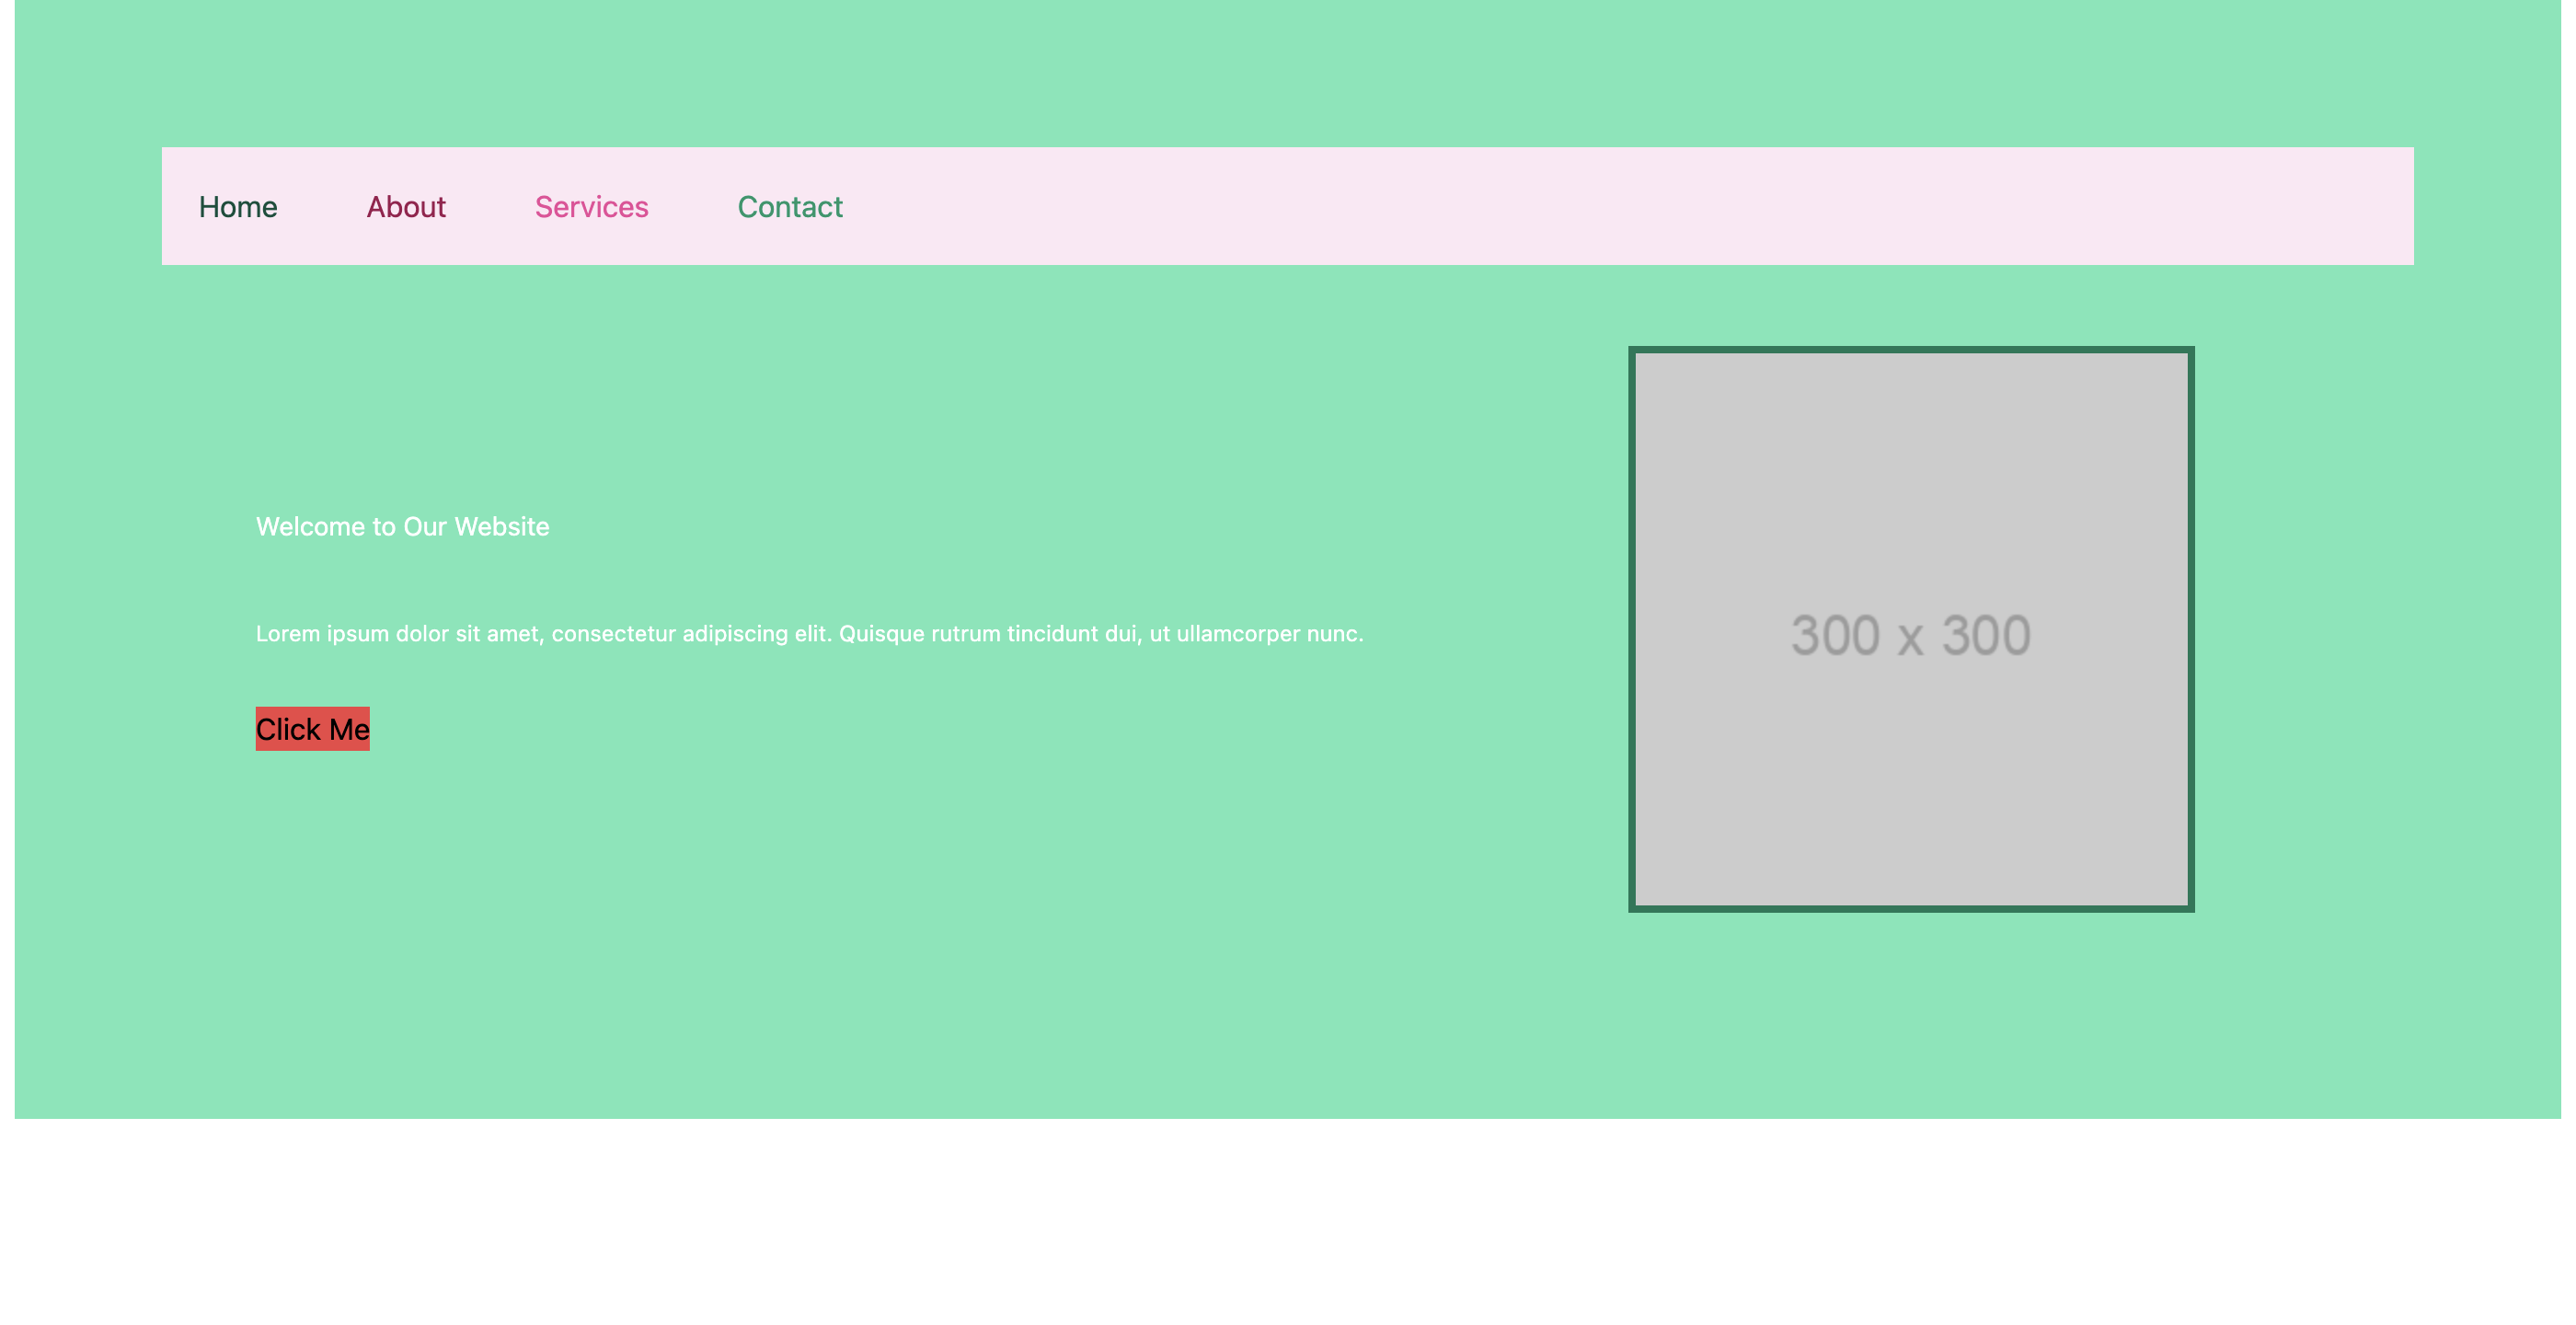 Home About Services Contact
Welcome to Our Website
Lorem ipsum dolor sit amet, consectetur adipiscing elit. Quisque rutrum tincidunt dui, ut ullamcorper nunc.
Click Me
300 x 300